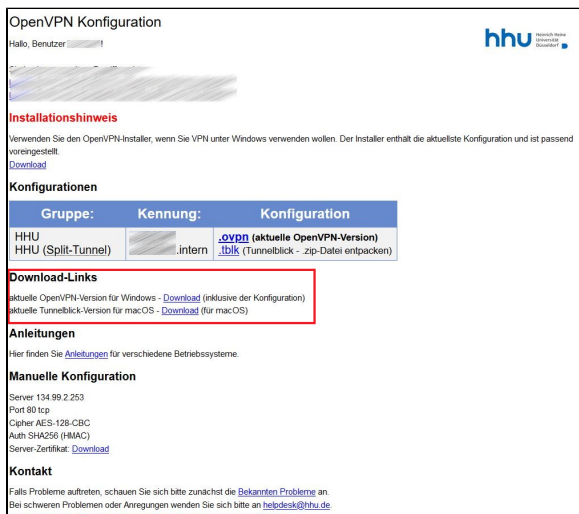 OpenVPN Konfiguration
Hallo, Benutzer !
hhu Heinrich Heine
Universität
Düsseldorf
Installationshinweis
Verwenden Sie den OpenVPN-Installer, wenn Sie VPN unter Windows verwenden wollen. Der Installer enthält die aktuellste Konfiguration und ist passend
voreingestellt.
Download
Konfigurationen
Gruppe: Kennung: Konfiguration
HHU .ovpn (aktuelle OpenVPN-Version)
HHU (Split-Tunnel) .intern .tblk (Tunnelblick - .zip-Datei entpacken)
Download-Links
aktuelle OpenVPN-Version für Windows - Download (inklusive der Konfiguration)
aktuelle Tunnelblick-Version für macOS - Download (für macOS)
Anleitungen
Hier finden Sie Anleitungen für verschiedene Betriebssysteme.
Manuelle Konfiguration
Server 134.99.2.253
Port 80 tcp
Cipher AES-128-CBC
Auth SHA256 (HMAC)
Server-Zertifikat: Download
Kontakt
Falls Probleme auftreten, schauen Sie sich bitte zunächst die Bekannten Probleme an.
Bei schweren Problemen oder Anregungen wenden Sie sich bitte an helpdesk@hhu.de.